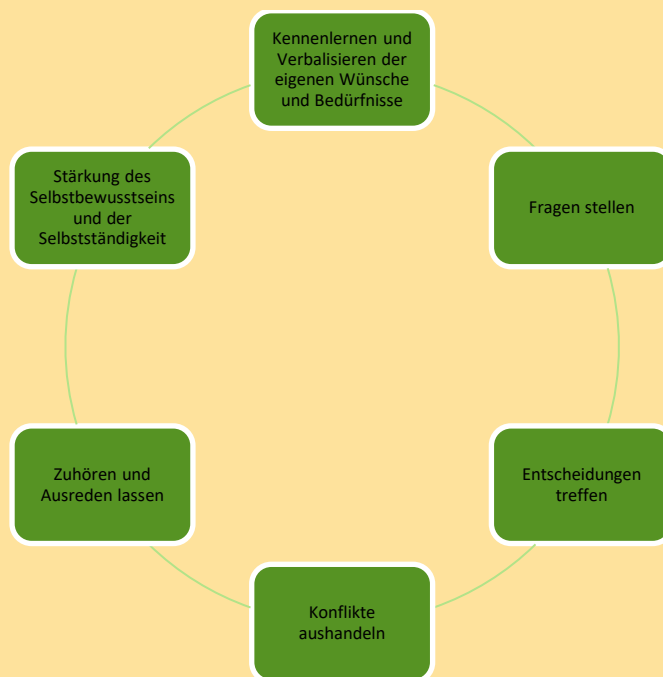 Kennenlernen und
Verbalisieren der
eigenen Wünsche
und Bedürfnisse
Fragen stellen
Entscheidungen
treffen
Konflikte
aushandeln
Zuhören und
Ausreden lassen
Stärkung des
Selbstbewusstseins
und der
Selbstständigkeit